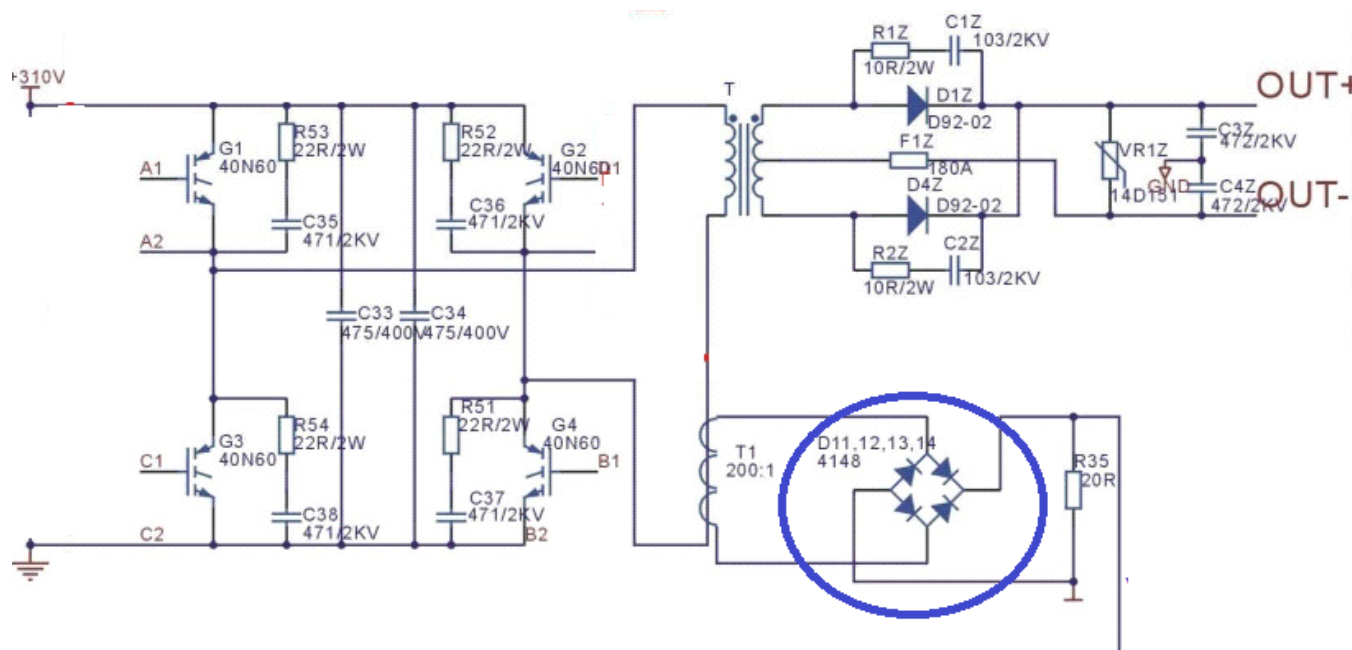 +310V
G1
40N60
A1
A2
R53
22R/2W
C35
471/2KV
R52
22R/2W
C36
471/2KV
G2
40N60
D1
C33
475/400V
C34
475/400V
G3
40N60
C1
C2
R54
22R/2W
C38
471/2KV
R51
22R/2W
C37
471/2KV
G4
40N60
B1
B2
T
R1Z
10R/2W
C1Z
103/2KV
D1Z
D92-02
F1Z
180A
D4Z
D92-02
R2Z
10R/2W
C2Z
103/2KV
VR1Z
14D151
C3Z
472/2KV
GND
C4Z
472/2KV
OUT+
OUT-
T1
200:1
D11,12,13,14
4148
R35
20R